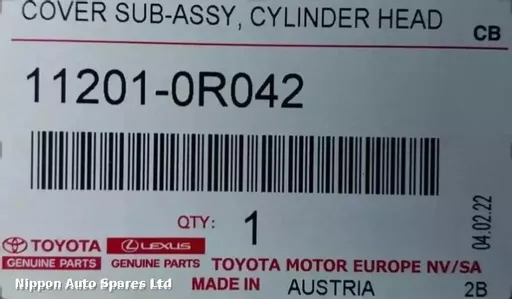 COVER SUB-ASSY, CYLINDER HEAD
CB
11201-0R042
QTY: 1
04.02.22
TOYOTA LEXUS
GENUINE PARTS GENUINE PARTS TOYOTA MOTOR EUROPE NV/SA
MADE IN AUSTRIA 2B
Nippon Auto Spares Ltd